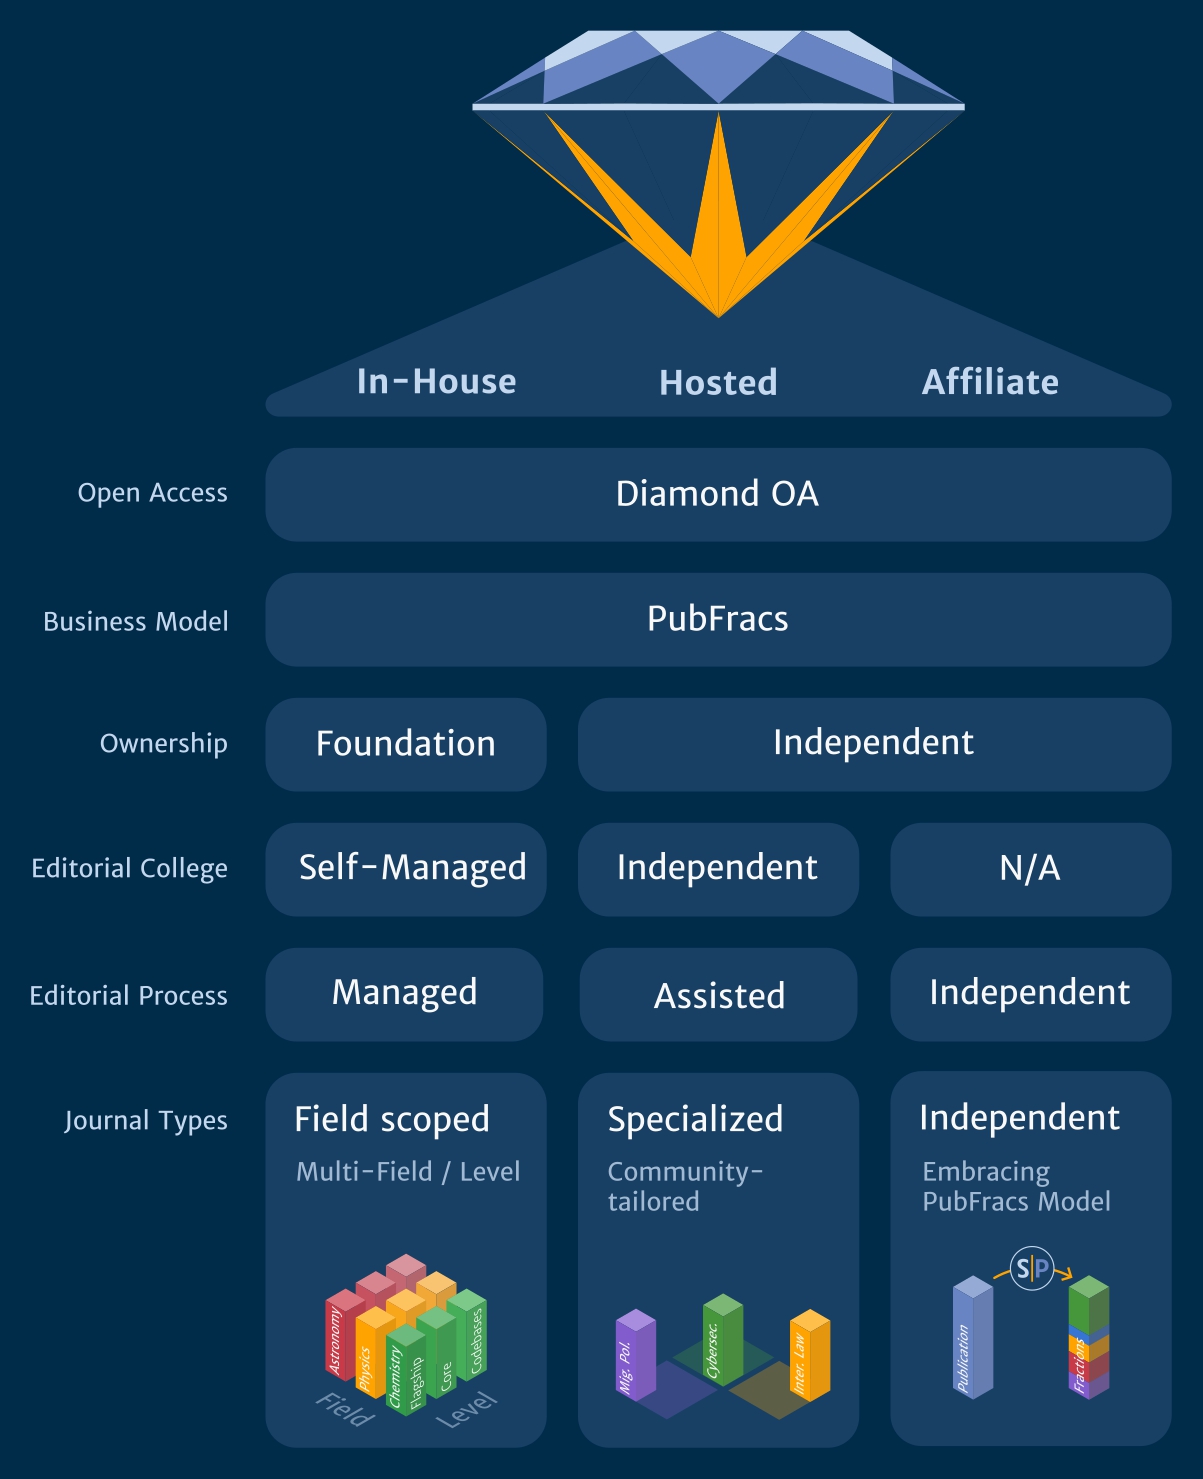 In-House
Hosted
Affiliate
Open Access
Diamond OA
Business Model
PubFracs
Ownership
Foundation
Independent
Editorial College
Self-Managed
Independent
N/A
Editorial Process
Managed
Assisted
Independent
Journal Types
Field scoped
Multi-Field / Level
Astronomy
Physics
Chemistry
Flagship
Core
Codebases
Field
Level
Specialized
Community-
tailored
Mig. Pol.
Cybersec.
Inter. Law
Independent
Embracing
PubFracs Model
S|P
Publication
Fractions